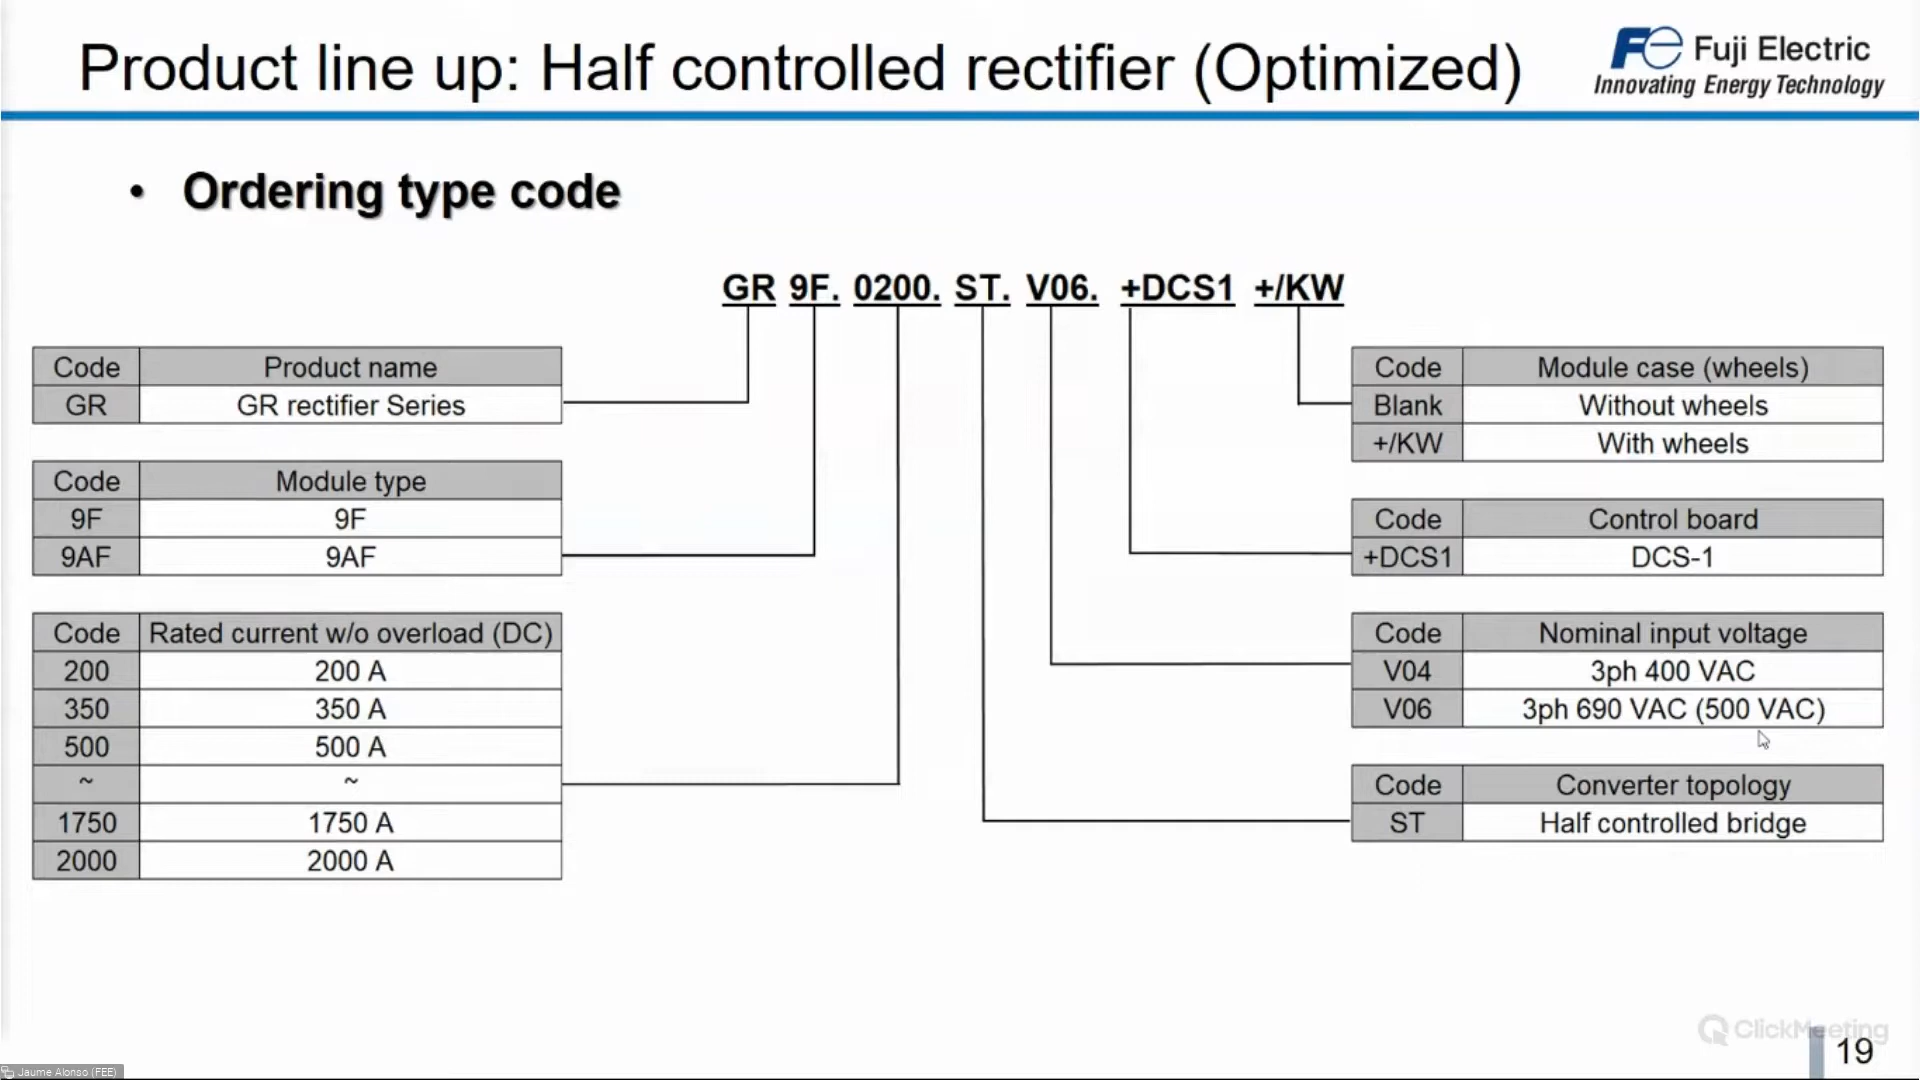 Product line up: Half controlled rectifier (Optimized)
Fuji Electric
Innovating Energy Technology
• Ordering type code
GR 9F. 0200. ST. V06. +DCS1 +/KW
Code Product name
GR GR rectifier Series
Code Module type
9F 9F
9AF 9AF
Code Rated current w/o overload (DC)
200 200 A
350 350 A
500 500 A
~ ~
1750 1750 A
2000 2000 A
Code Module case (wheels)
Blank Without wheels
+/KW With wheels
Code Control board
+DCS1 DCS-1
Code Nominal input voltage
V04 3ph 400 VAC
V06 3ph 690 VAC (500 VAC)
Code Converter topology
ST Half controlled bridge
ClickMeeting
19
Jaume Alonso (FEE)